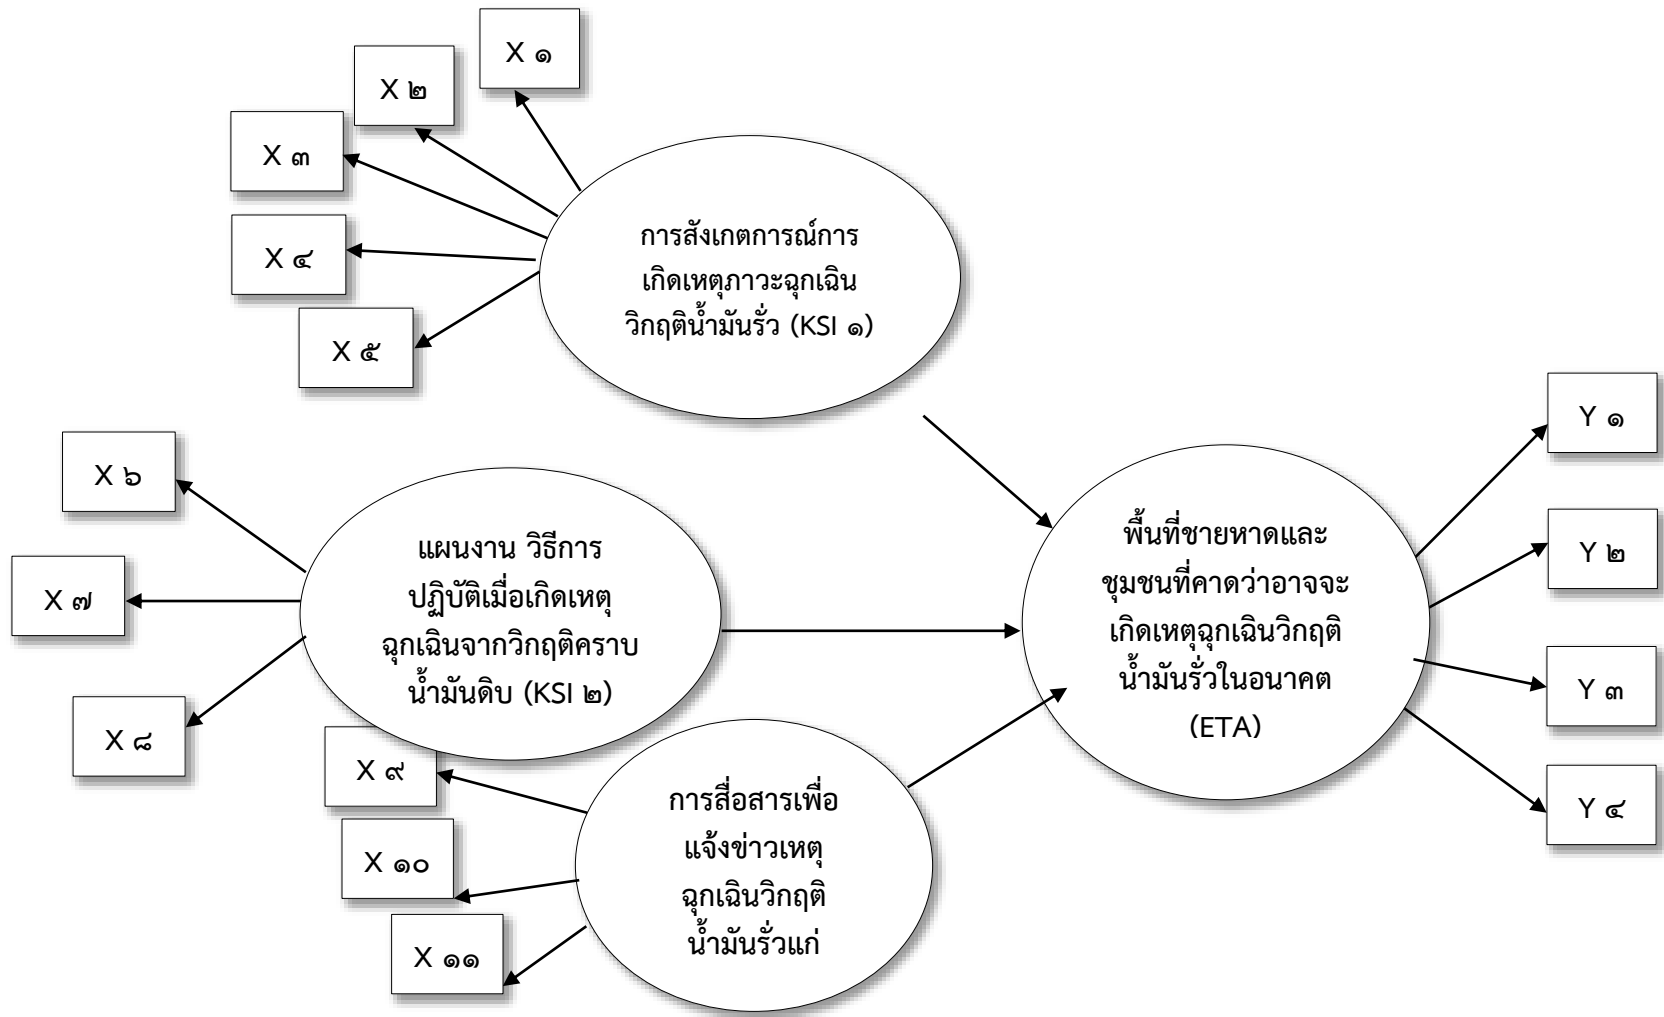 X ๑
X ๒
X ๓
X ๔
X ๕
การสังเกตการณ์การ
เกิดเหตุภาวะฉุกเฉิน
วิกฤติน้ำมันรั่ว (KSI ๑)
X ๖
X ๗
X ๘
แผนงาน วิธีการ
ปฏิบัติเมื่อเกิดเหตุ
ฉุกเฉินจากวิกฤติคราบ
น้ำมันดิบ (KSI ๒)
X ๙
X ๑๐
X ๑๑
การสื่อสารเพื่อ
แจ้งข่าวเหตุ
ฉุกเฉินวิกฤติ
น้ำมันรั่วแก่
พื้นที่ชายหาดและ
ชุมชนที่คาดว่าอาจจะ
เกิดเหตุฉุกเฉินวิกฤติ
น้ำมันรั่วในอนาคต
(ETA)
Y ๑
Y ๒
Y ๓
Y ๔